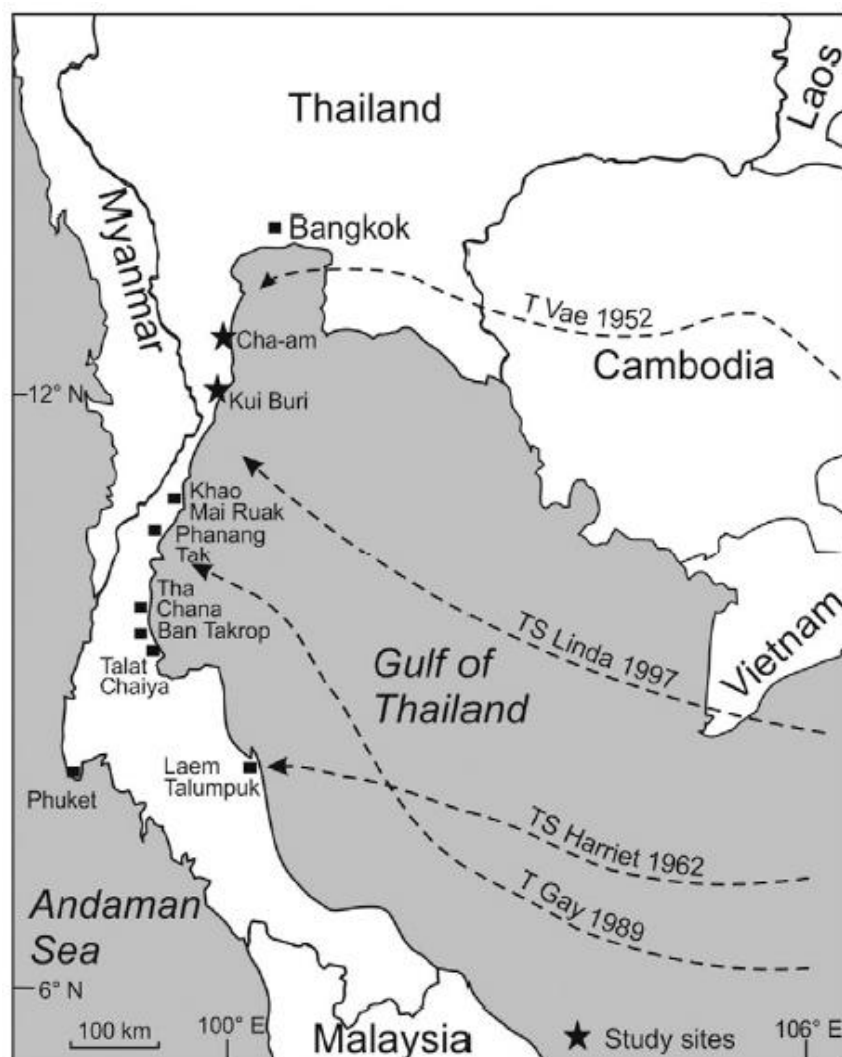 Thailand
Laos
Myanmar
Bangkok
T Vae 1952
Cha-am
Cambodia
12° N
Kui Buri
Khao
Mai Ruak
Phanang
Tak
Tha
Chana
Ban Takrop
TS Linda 1997
Vietnam
Talat
Chaiya
Gulf of
Thailand
Laem
Talumpuk
Phuket
TS Harriet 1962
T Gay 1989
Andaman
Sea
6° N
100 km
100° E
Malaysia
Study sites
106° E